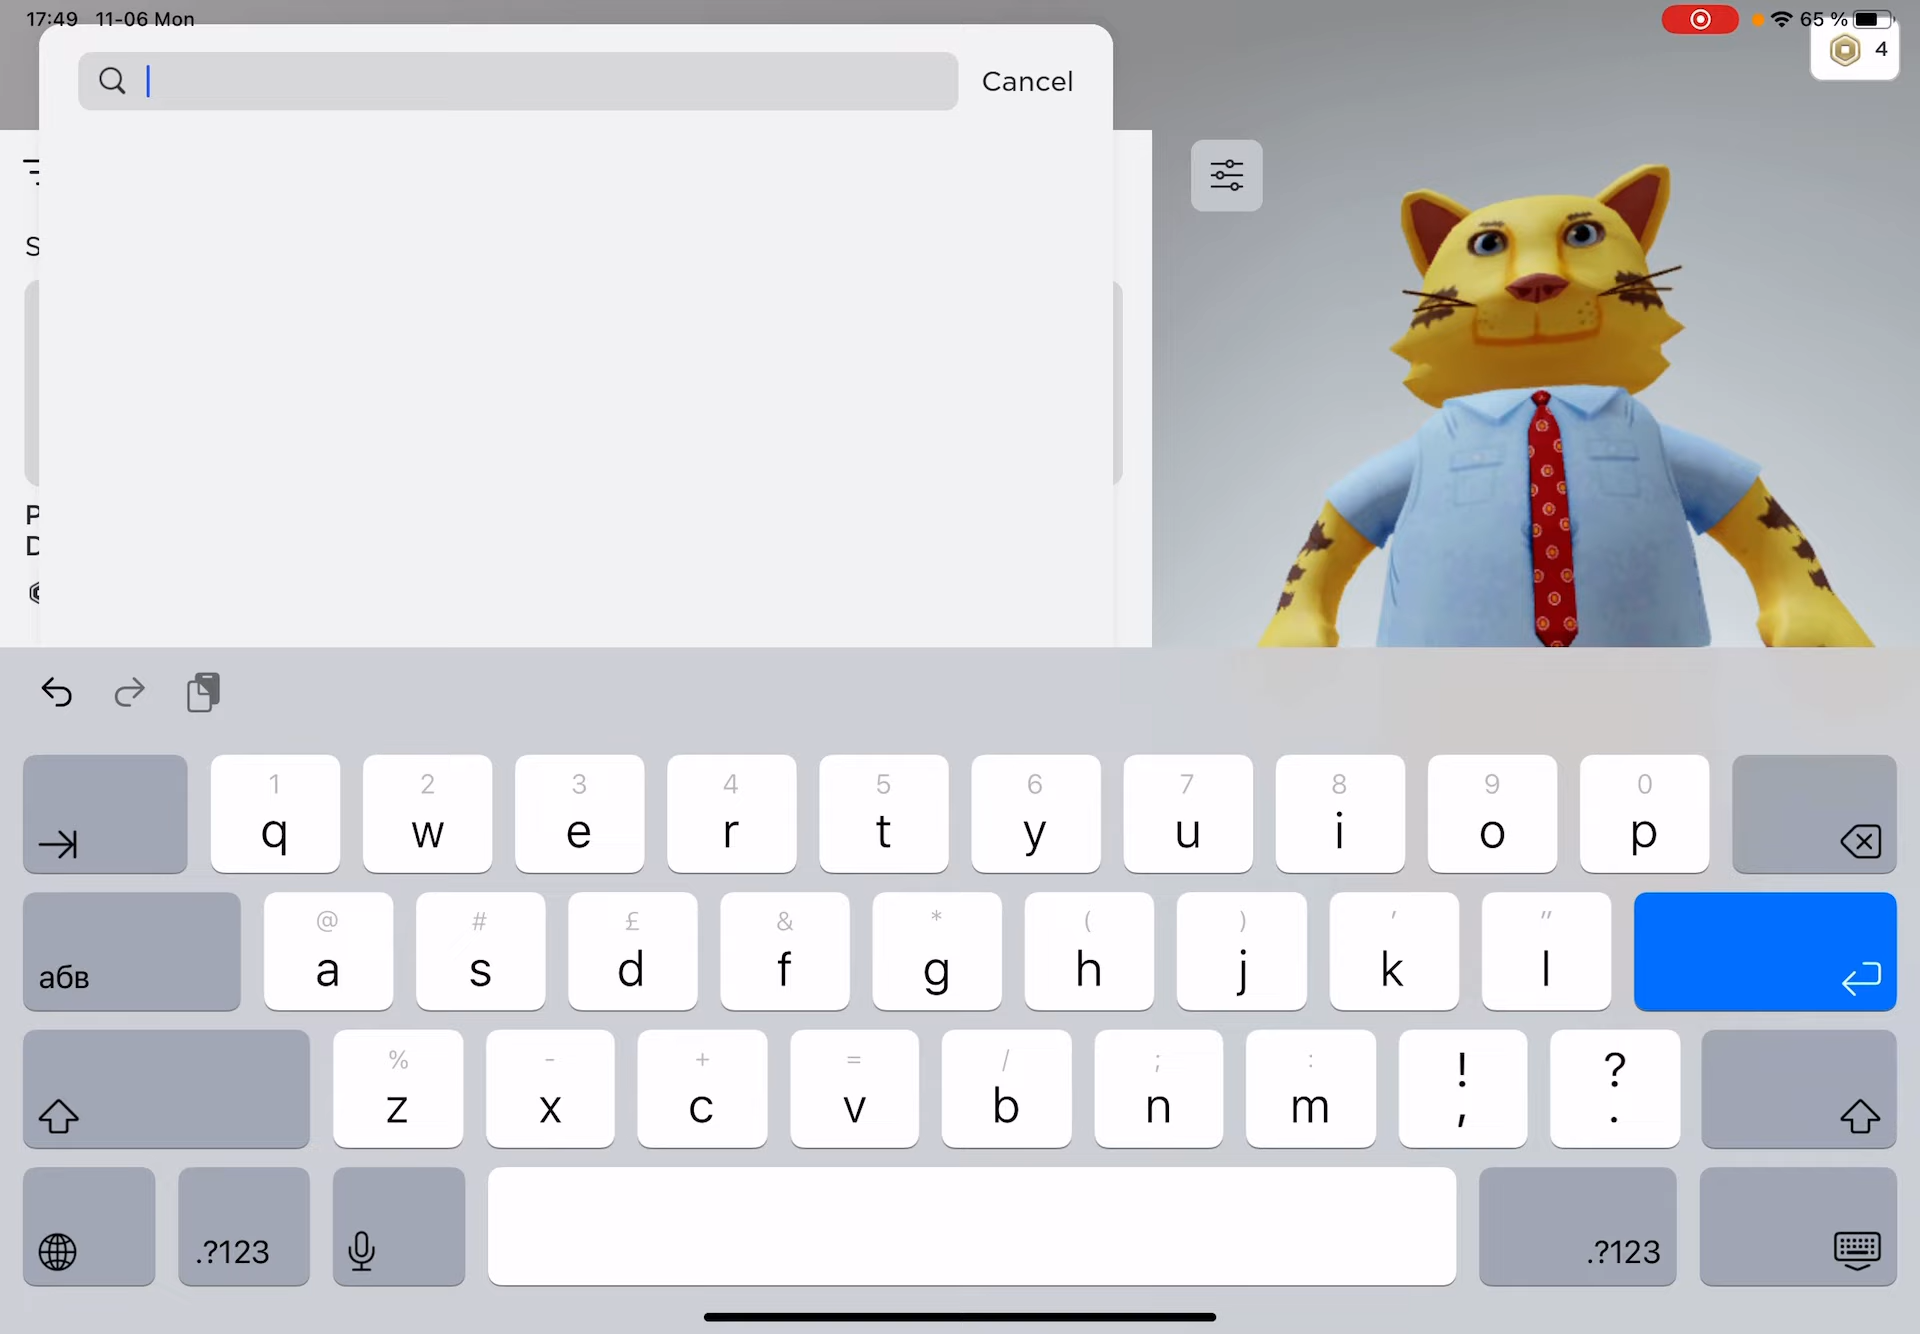 17:49 11-06 Mon
65 %
4
Cancel
S
P
D
1 2 3 4 5 6 7 8 9 0
q w e r t y u i o p
@ # £ & * ( ) ' "
абв a s d f g h j k l
% - + = / ; : ! ?
z x c v b n m , .
.?123 .?123